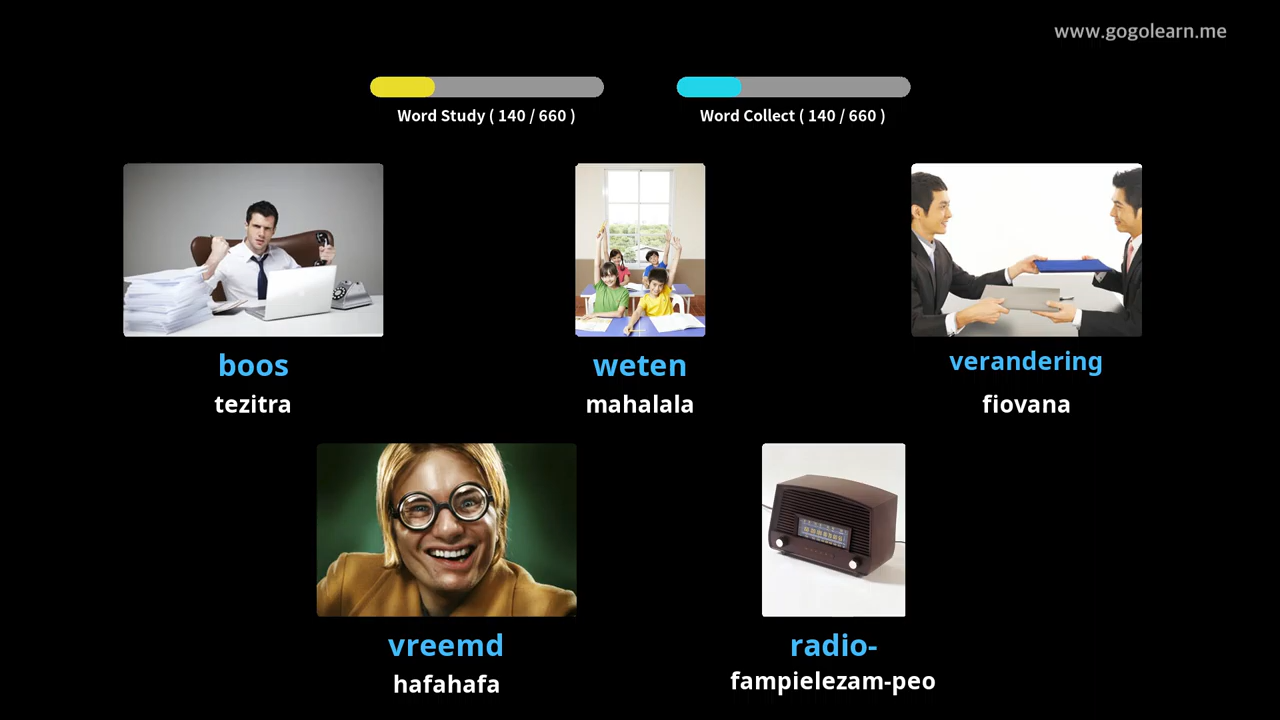 www.gogolearn.me
Word Study ( 140 / 660 )
Word Collect ( 140 / 660 )
boos
tezitra
weten
mahalala
verandering
fiovana
vreemd
hafahafa
radio-
fampielezam-peo